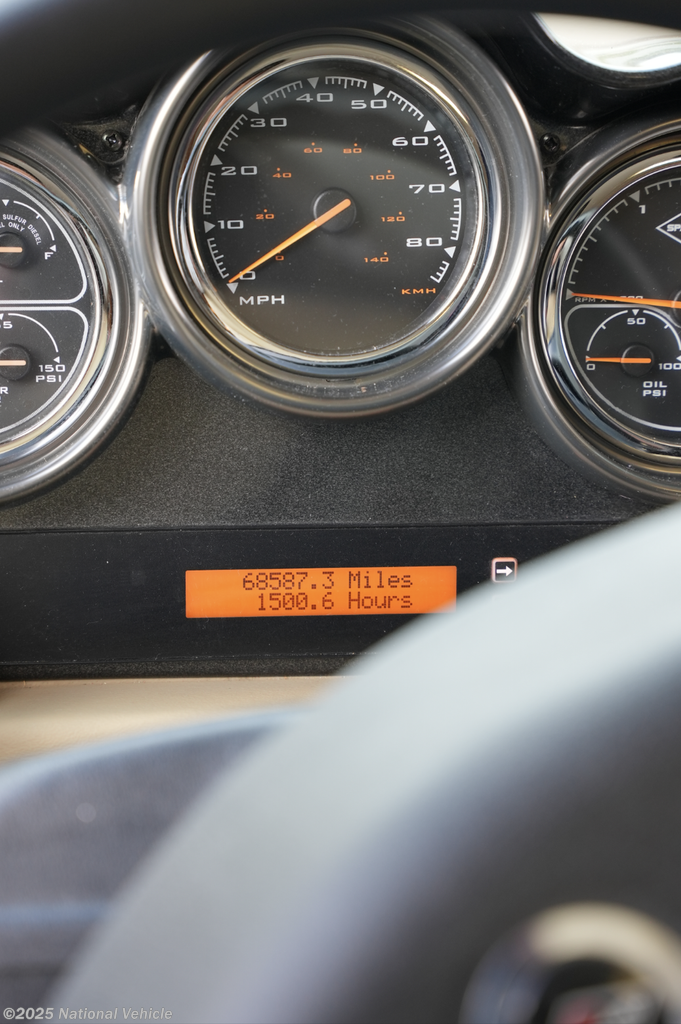 SULFUR DIESEL
ONLY
F
150
PSI
0
10
20
30
40
50
60
70
80
0
20
40
60
80
100
120
140
MPH
KMH
1
RPM X
0
50
100
OIL
PSI
68587.3 Miles
1500.6 Hours
©2025 National Vehicle